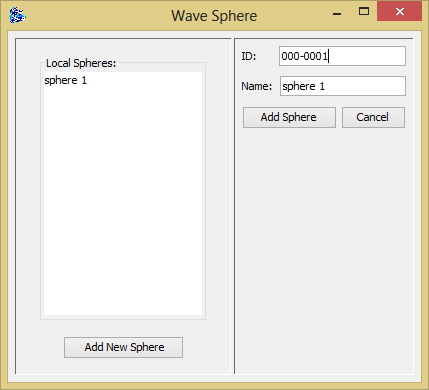 Wave Sphere
Local Spheres:
sphere 1
Add New Sphere
ID: 000-0001
Name: sphere 1
Add Sphere Cancel